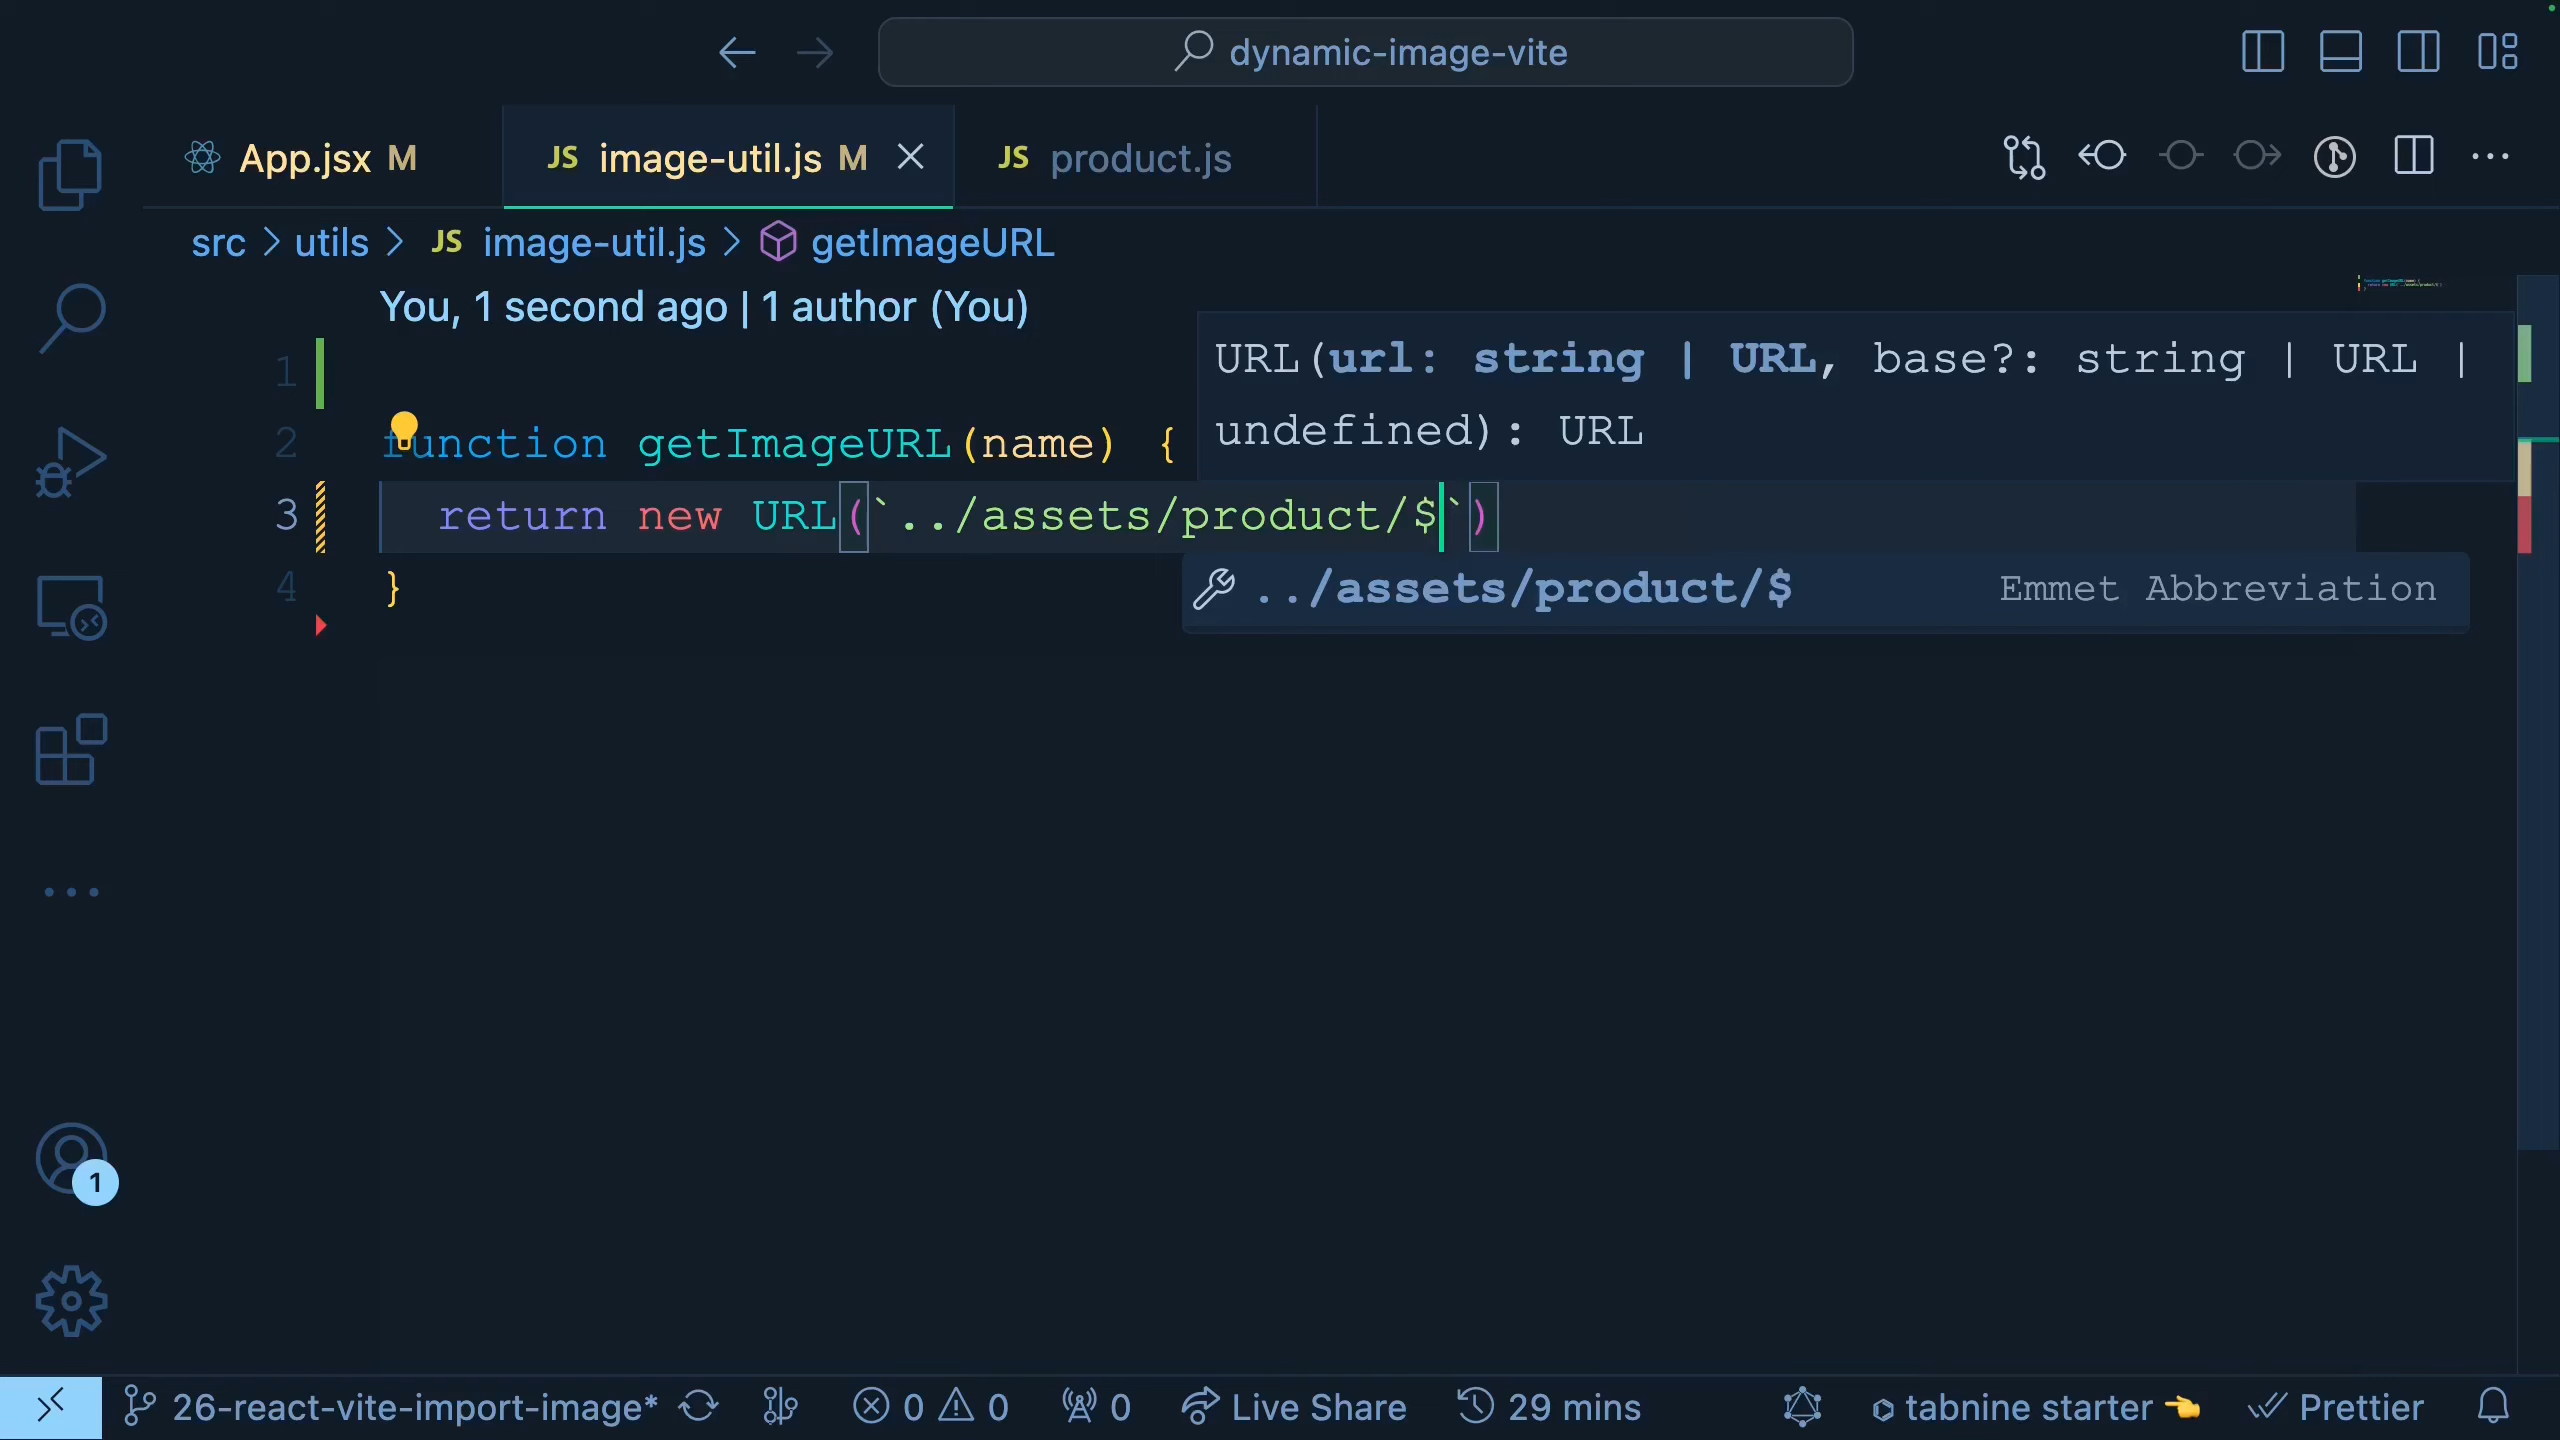 dynamic-image-vite
App.jsx M
JS image-util.js M
JS product.js
src > utils > JS image-util.js > getImageURL
You, 1 second ago | 1 author (You)
URL(url: string | URL, base?: string | URL |
undefined): URL
1
2 function getImageURL(name) {
3 return new URL(`../assets/product/$`)
4 }
../assets/product/$ Emmet Abbreviation
1
26-react-vite-import-image* 0 0 0 Live Share 29 mins tabnine starter 👈 Prettier